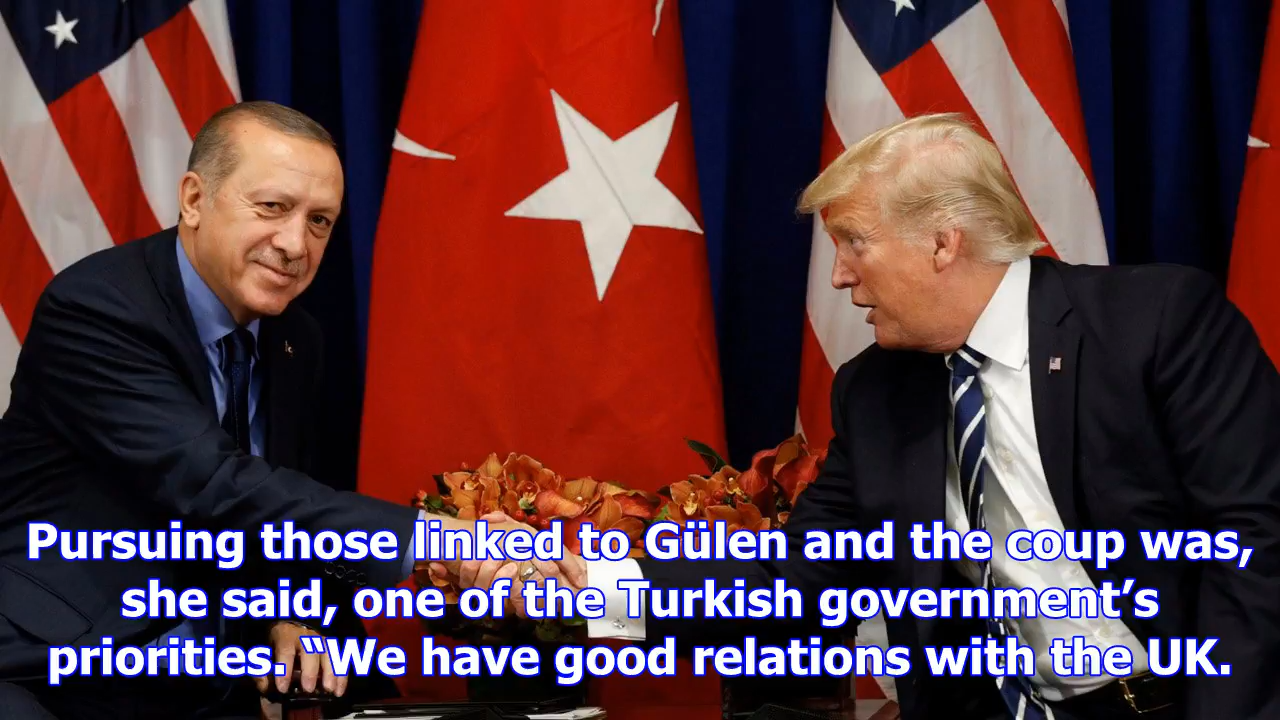 Pursuing those linked to Gülen and the coup was,
she said, one of the Turkish government’s
priorities. “We have good relations with the UK.